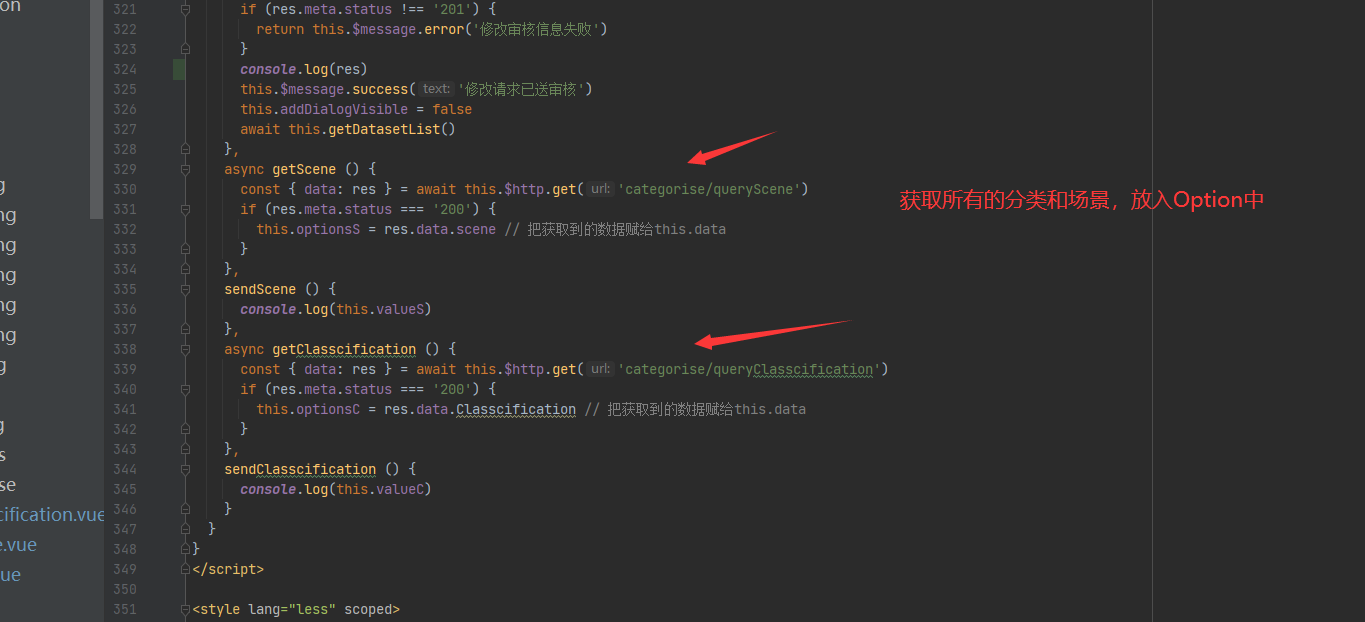 on
g
ng
ng
ng
ng
ng
g
g
s
se
cification.vue
e.vue
ue
321 if (res.meta.status !== '201') {
322 return this.$message.error('修改审核信息失败')
323 }
324 console.log(res)
325 this.$message.success( text: '修改请求已送审核')
326 this.addDialogVisible = false
327 await this.getDatasetList()
328 },
329 async getScene () {
330 const { data: res } = await this.$http.get( url: 'categorise/queryScene')
获取所有的分类和场景，放入Option中
331 if (res.meta.status === '200') {
332 this.optionsS = res.data.scene // 把获取到的数据赋给this.data
333 }
334 },
335 sendScene () {
336 console.log(this.valueS)
337 },
338 async getClasscification () {
339 const { data: res } = await this.$http.get( url: 'categorise/queryClasscification')
340 if (res.meta.status === '200') {
341 this.optionsC = res.data.Classcification // 把获取到的数据赋给this.data
342 }
343 },
344 sendClasscification () {
345 console.log(this.valueC)
346 }
347 }
348 }
349 </script>
350
351 <style lang="less" scoped>